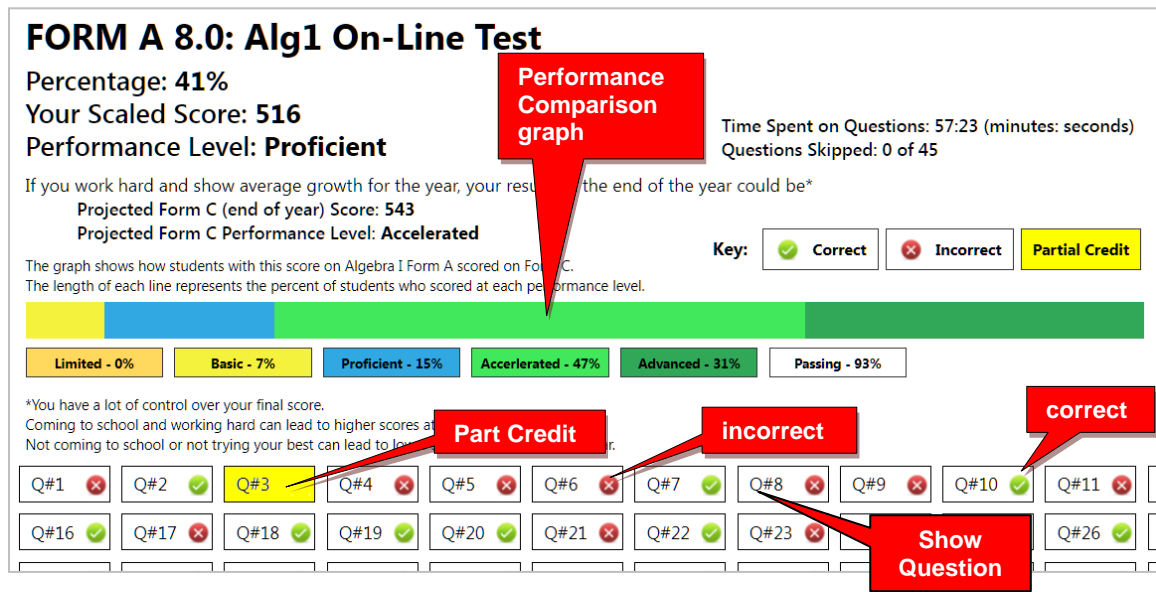 FORM A 8.0: Alg1 On-Line Test
Percentage: 41%
Your Scaled Score: 516
Performance Level: Proficient
Performance
Comparison
graph
Time Spent on Questions: 57:23 (minutes: seconds)
Questions Skipped: 0 of 45
If you work hard and show average growth for the year, your the end of the year could be*
Projected Form C (end of year) Score: 543
Projected Form C Performance Level: Accelerated
Key: Correct Incorrect Partial Credit
The graph shows how students with this score on Algebra I Form A scored on C.
The length of each line represents the percent of students who scored at each performance level.
Limited - 0% Basic - 7% Proficient - 15% Accerlerated - 47% Advanced - 31% Passing - 93%
*You have a lot of control over your final score.
Coming to school and working hard can lead to higher scores
Not coming to school or not trying your best can lead to
Part Credit
incorrect
correct
Q#1 Q#2 Q#3 Q#4 Q#5 Q#6 Q#7 Q#8 Q#9 Q#10 Q#11
Q#16 Q#17 Q#18 Q#19 Q#20 Q#21 Q#22 Q#23 Q#26
Show
Question